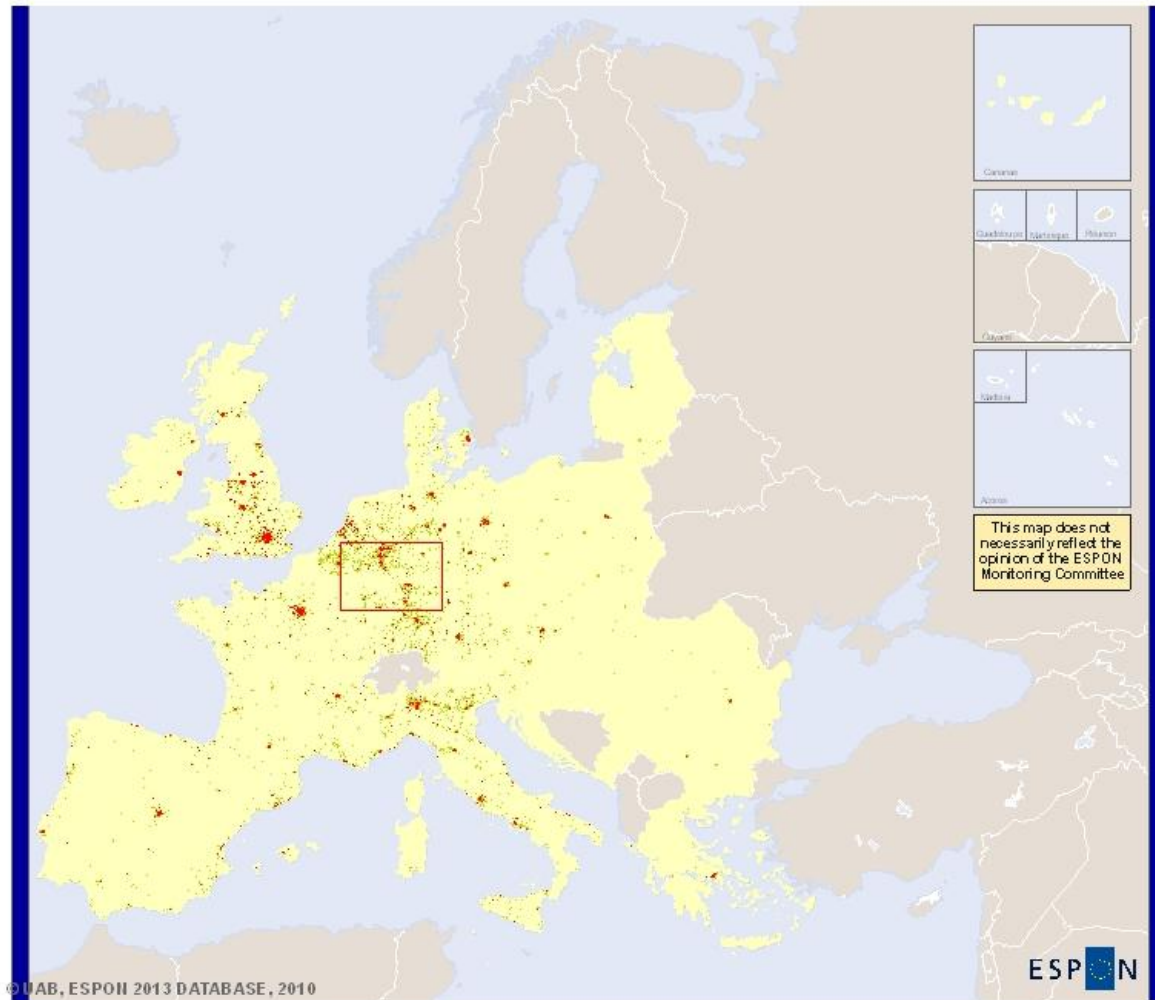 Canarias
Guadeloupe
Martinique
Réunion
Guyane
Madeira
Acores
This map does not
necessarily reflect the
opinion of the ESPON
Monitoring Committee
ESPON
© UAB, ESPON 2013 DATABASE, 2010